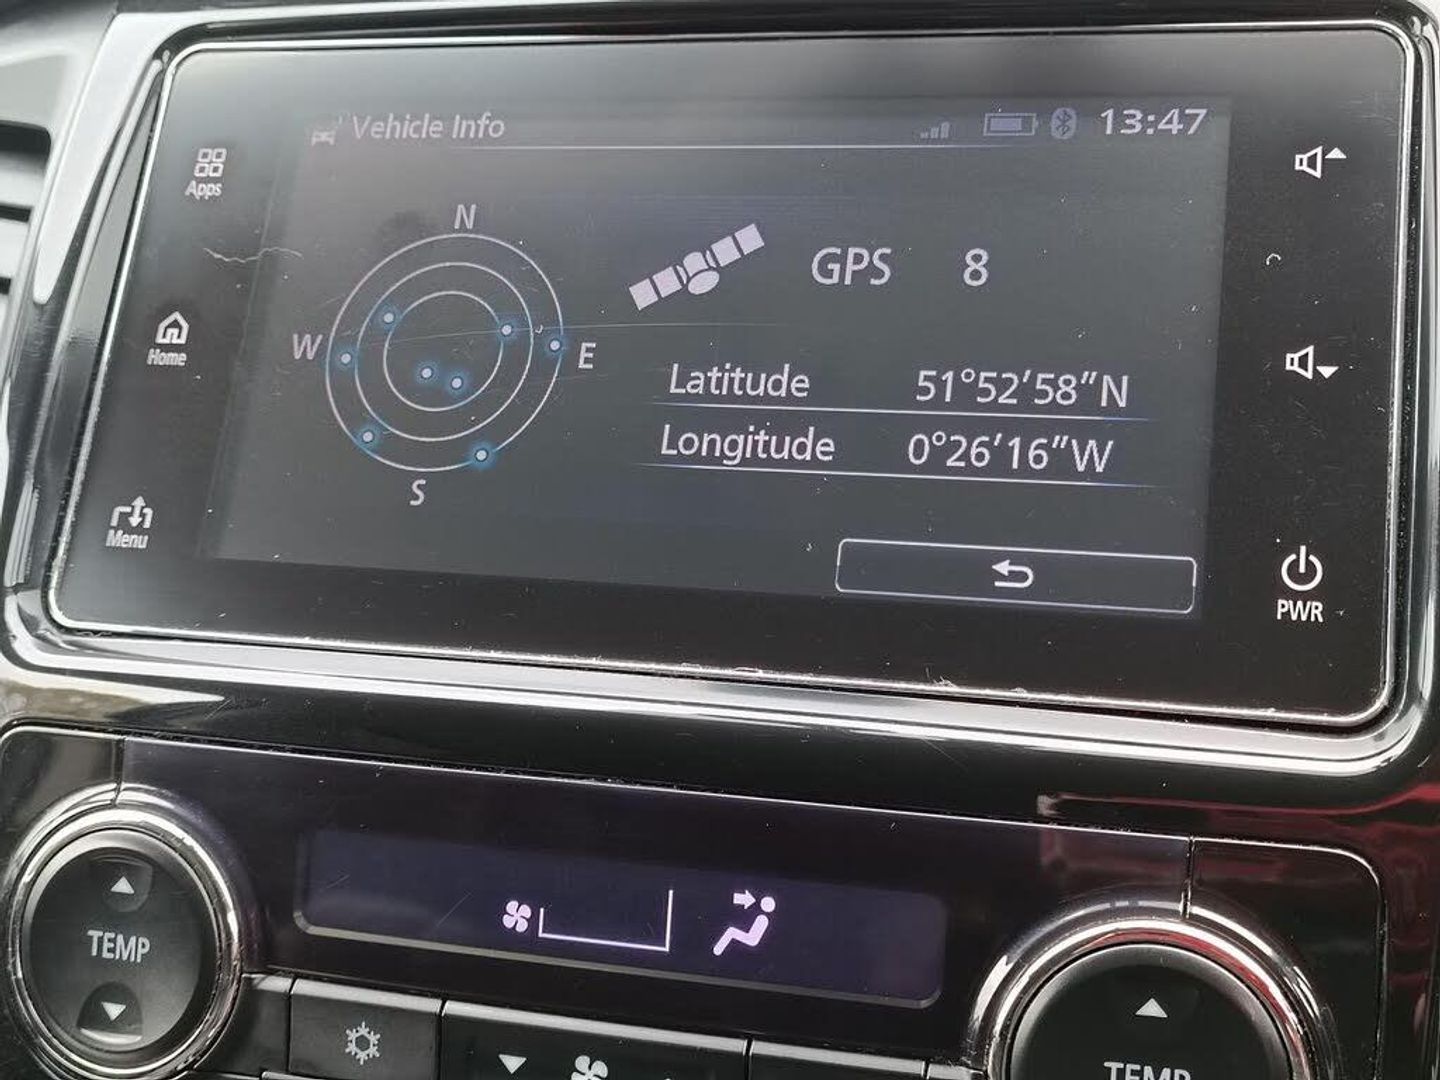 Vehicle Info 13:47
Apps
N
GPS 8
W E
Home
Latitude 51°52'58"N
Longitude 0°26'16"W
S
Menu
PWR
TEMP
TEMP